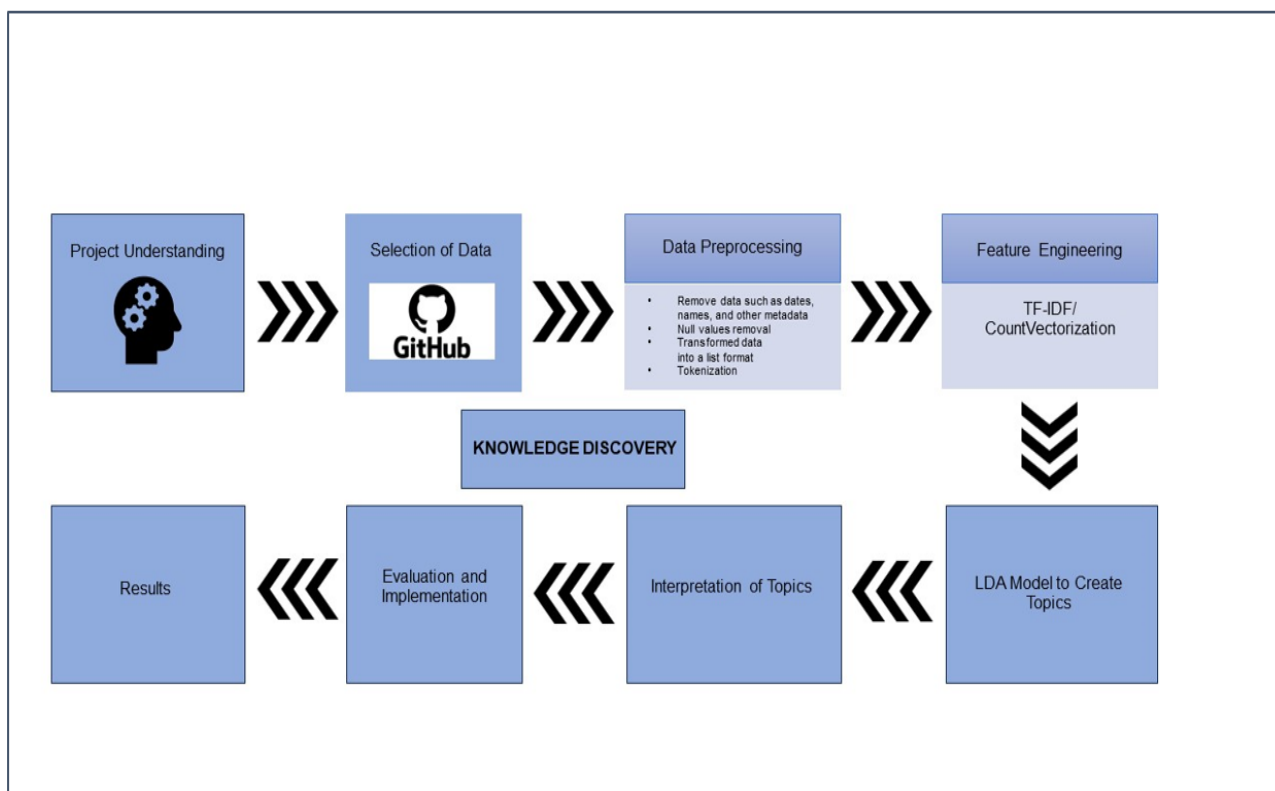 Project Understanding
Selection of Data
GitHub
Data Preprocessing
• Remove data such as dates,
names, and other metadata
• Null values removal
• Transformed data
into a list format
• Tokenization
Feature Engineering
TF-IDF/
CountVectorization
KNOWLEDGE DISCOVERY
LDA Model to Create
Topics
Interpretation of Topics
Evaluation and
Implementation
Results